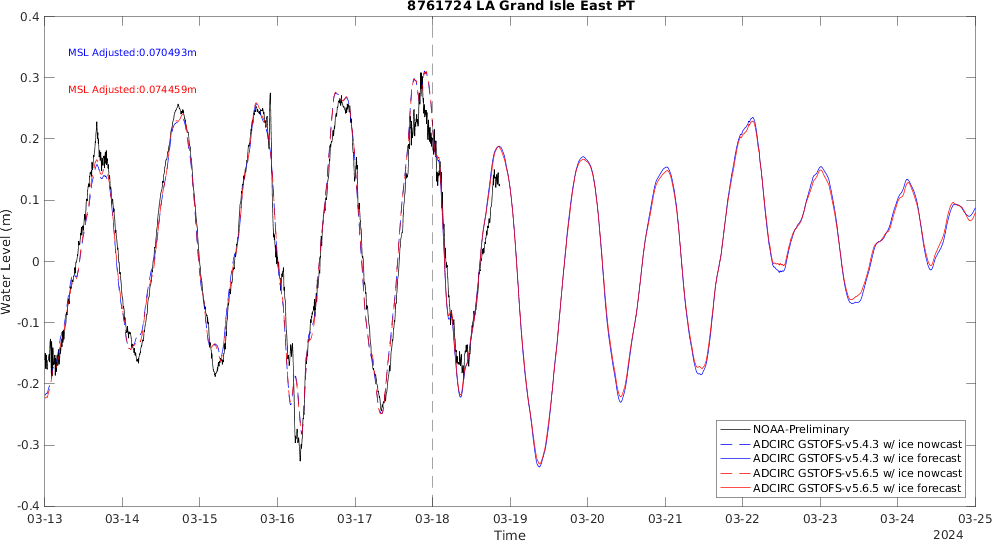 8761724 LA Grand Isle East PT
MSL Adjusted:0.070493m
MSL Adjusted:0.074459m
0.4
0.3
0.2
0.1
0
-0.1
-0.2
-0.3
-0.4
Water Level (m)
NOAA-Preliminary
ADCIRC GSTOFS-v5.4.3 w/ ice nowcast
ADCIRC GSTOFS-v5.4.3 w/ ice forecast
ADCIRC GSTOFS-v5.6.5 w/ ice nowcast
ADCIRC GSTOFS-v5.6.5 w/ ice forecast
03-13 03-14 03-15 03-16 03-17 03-18 03-19 03-20 03-21 03-22 03-23 03-24 03-25
Time
2024